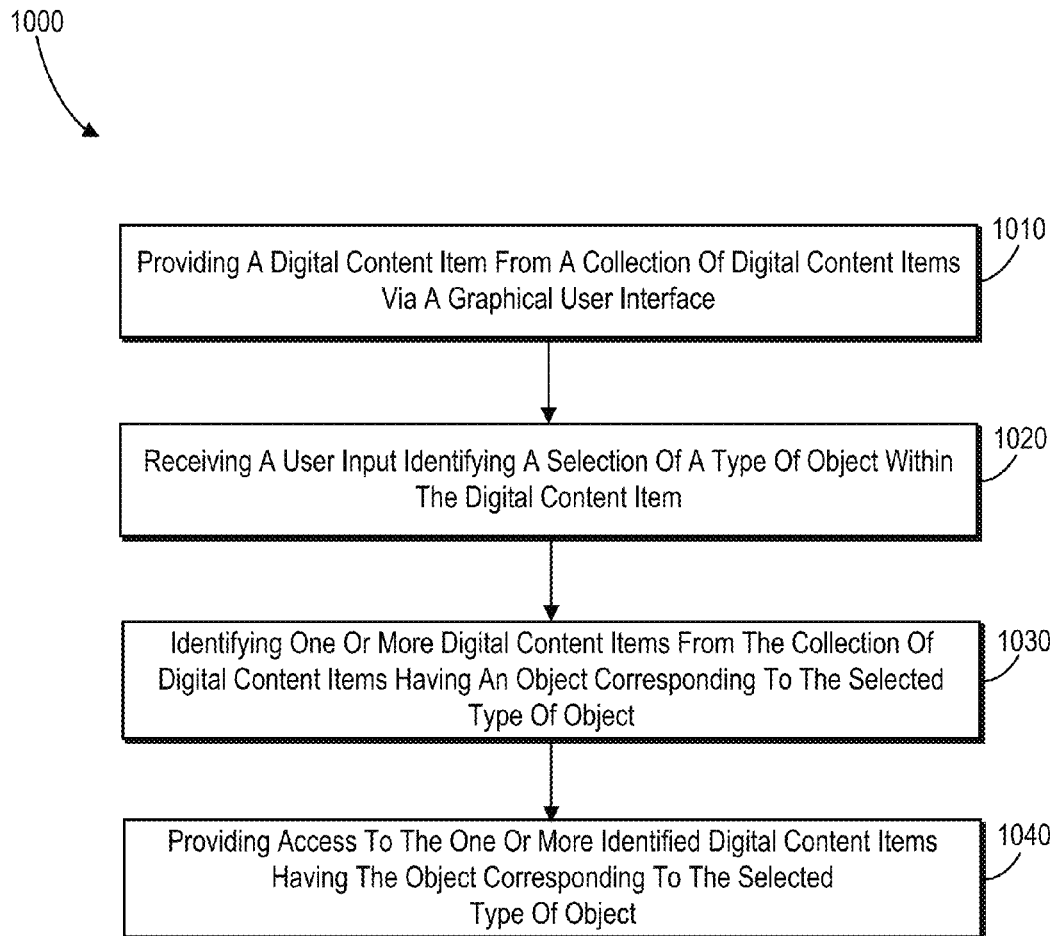 1000
1010
Providing A Digital Content Item From A Collection Of Digital Content Items
Via A Graphical User Interface
1020
Receiving A User Input Identifying A Selection Of A Type Of Object Within
The Digital Content Item
1030
Identifying One Or More Digital Content Items From The Collection Of
Digital Content Items Having An Object Corresponding To The Selected
Type Of Object
1040
Providing Access To The One Or More Identified Digital Content Items
Having The Object Corresponding To The Selected
Type Of Object